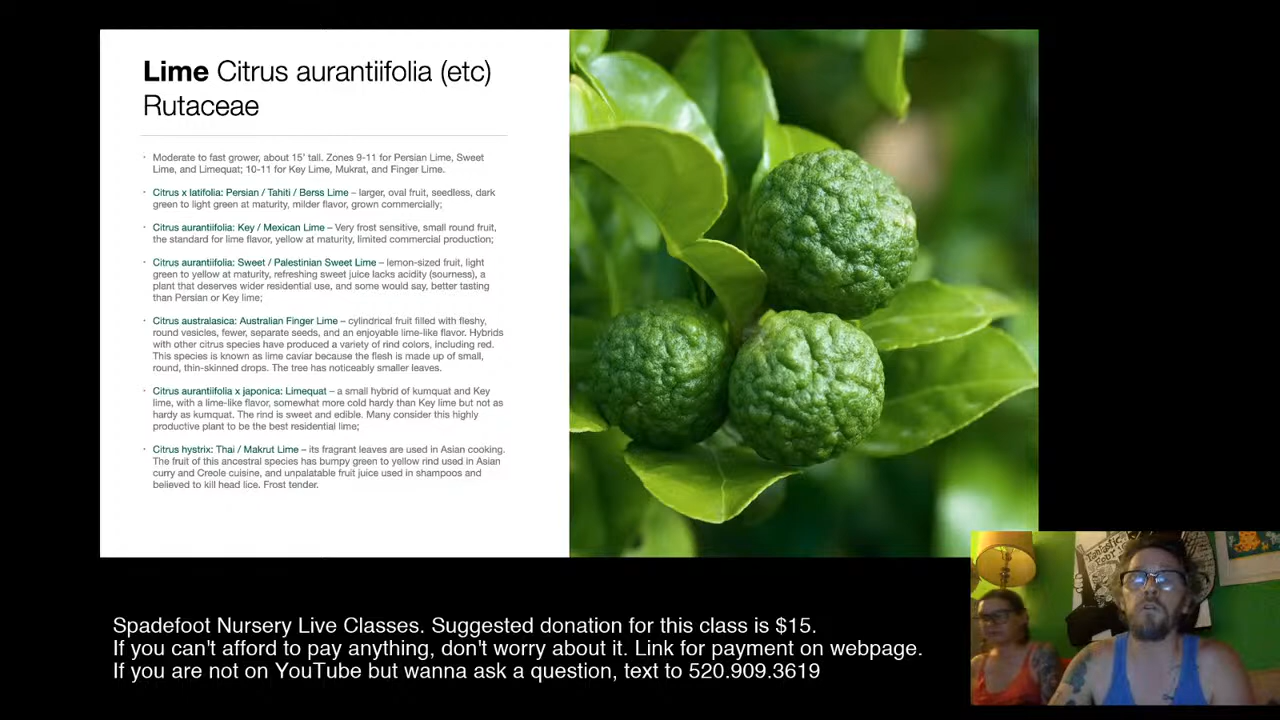 Lime Citrus aurantiifolia (etc)
Rutaceae
· Moderate to fast grower, about 15' tall. Zones 9-11 for Persian Lime, Sweet
Lime, and Limequat; 10-11 for Key Lime, Mukrat, and Finger Lime.
· Citrus x latifolia: Persian / Tahiti / Berss Lime – larger, oval fruit, seedless, dark
green to light green at maturity, milder flavor, grown commercially;
· Citrus aurantiifolia: Key / Mexican Lime – Very frost sensitive, small round fruit,
the standard for lime flavor, yellow at maturity, limited commercial production;
· Citrus aurantiifolia: Sweet / Palestinian Sweet Lime – lemon-sized fruit, light
green to yellow at maturity, refreshing sweet juice lacks acidity (sourness), a
plant that deserves wider residential use, and some would say, better tasting
than Persian or Key lime;
· Citrus australasica: Australian Finger Lime – cylindrical fruit filled with fleshy,
round vesicles, fewer, separate seeds, and an enjoyable lime-like flavor. Hybrids
with other citrus species have produced a variety of rind colors, including red.
This species is known as lime caviar because the flesh is made up of small,
round, thin-skinned drops. The tree has noticeably smaller leaves.
· Citrus aurantiifolia x japonica: Limequat – a small hybrid of kumquat and Key
lime, with a lime-like flavor, somewhat more cold hardy than Key lime but not as
hardy as kumquat. The rind is sweet and edible. Many consider this highly
productive plant to be the best residential lime;
· Citrus hystrix: Thai / Makrut Lime – its fragrant leaves are used in Asian cooking.
The fruit of this ancestral species has bumpy green to yellow rind used in Asian
curry and Creole cuisine, and unpalatable fruit juice used in shampoos and
believed to kill head lice. Frost tender.
Spadefoot Nursery Live Classes. Suggested donation for this class is $15.
If you can't afford to pay anything, don't worry about it. Link for payment on webpage.
If you are not on YouTube but wanna ask a question, text to 520.909.3619